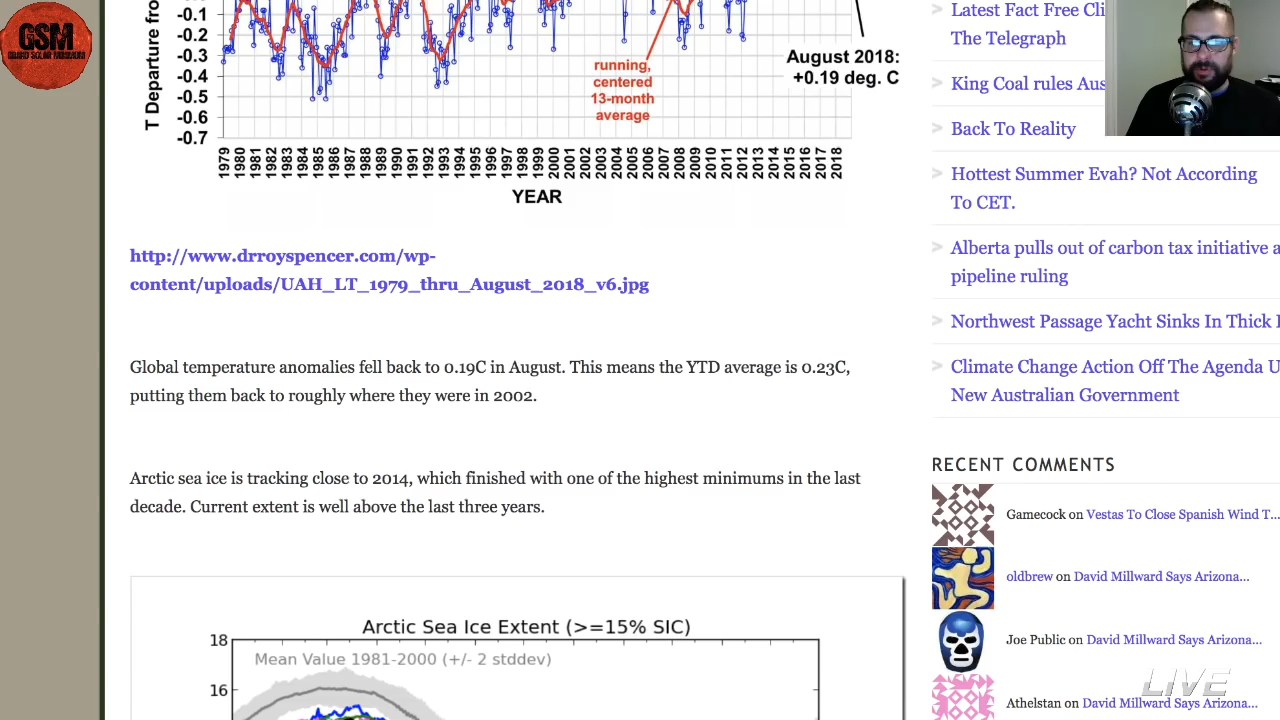 GSM
GRAND SOLAR MINIMUM
T Departure fro
-0.1
-0.2
-0.3
-0.4
-0.5
-0.6
-0.7
running,
centered
13-month
average
August 2018:
+0.19 deg. C
1979 1980 1981 1982 1983 1984 1985 1986 1987 1988 1989 1990 1991 1992 1993 1994 1995 1996 1997 1998 1999 2000 2001 2002 2003 2004 2005 2006 2007 2008 2009 2010 2011 2012 2013 2014 2015 2016 2017 2018
YEAR
http://www.drroyspencer.com/wp-
content/uploads/UAH_LT_1979_thru_August_2018_v6.jpg
Global temperature anomalies fell back to 0.19C in August. This means the YTD average is 0.23C,
putting them back to roughly where they were in 2002.
Arctic sea ice is tracking close to 2014, which finished with one of the highest minimums in the last
decade. Current extent is well above the last three years.
Arctic Sea Ice Extent (>=15% SIC)
18
Mean Value 1981-2000 (+/- 2 stddev)
16
Latest Fact Free Cli
The Telegraph
King Coal rules Aus
Back To Reality
Hottest Summer Evah? Not According
To CET.
Alberta pulls out of carbon tax initiative a
pipeline ruling
Northwest Passage Yacht Sinks In Thick I
Climate Change Action Off The Agenda U
New Australian Government
RECENT COMMENTS
Gamecock on Vestas To Close Spanish Wind T...
oldbrew on David Millward Says Arizona...
Joe Public on David Millward Says Arizona...
Athelstan on David Millward Says Arizona...
LIVE